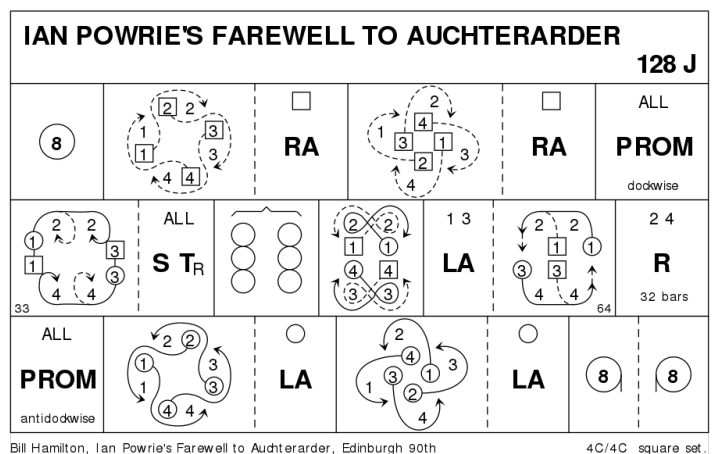 IAN POWRIE'S FAREWELL TO AUCHTERARDER
128 J
8
2 2
1 3
1 3
4 4
RA
2
4
1 3 1 3
2
4
RA
ALL
PROM
clockwise
2 2
1 3
1 3
4 4
33
ALL
S TR
2 2
1 1
4 4
3 3
1 3
LA
2 2
1 1
3 3
4 4
64
2 4
R
32 bars
ALL
PROM
anticlockwise
2 2
1 3
1 3
4 4
LA
2
4
1 3 1 3
2
4
LA
8 8
Bill Hamilton, Ian Powrie's Farewell to Auchterarder, Edinburgh 90th
4C/4C square set.